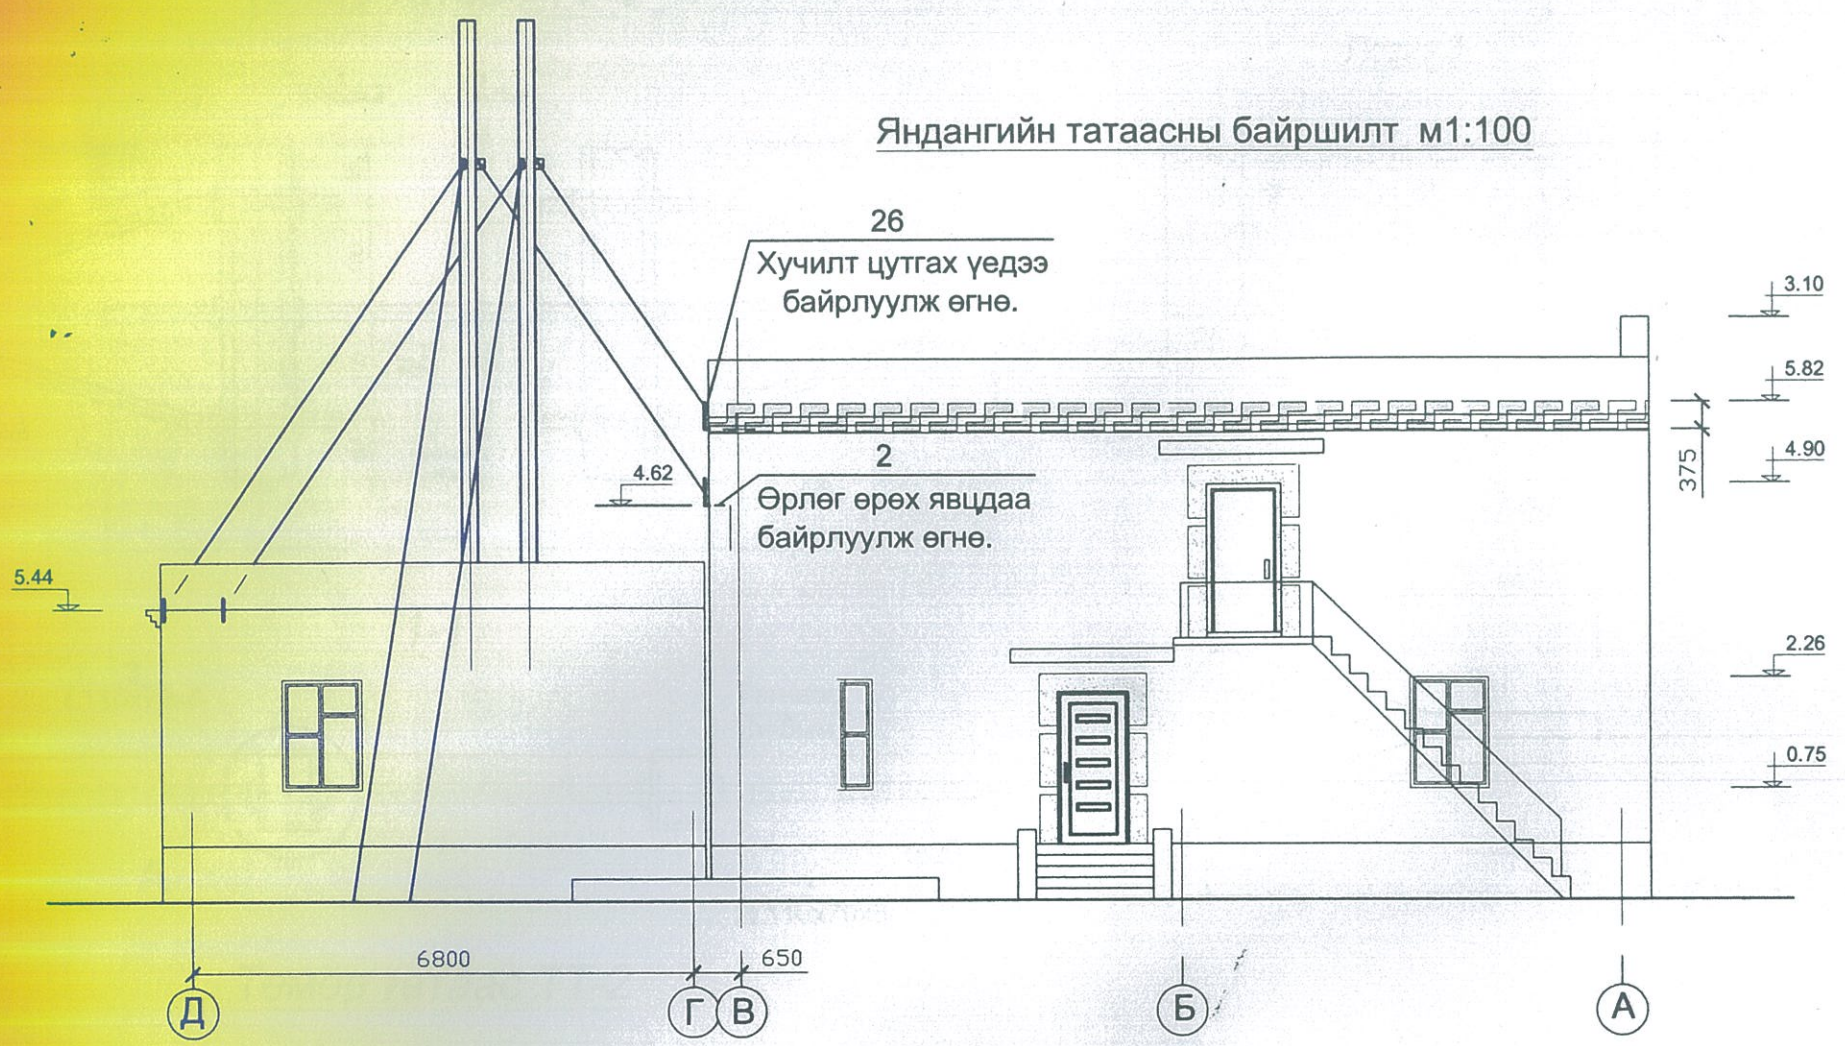 Яндангийн татаасны байршилт м1:100
26
Хучилт цутгах үедээ
байрлуулж өгнө.
3.10
5.82
4.90
375
2
4.62
Өрлөг өрөх явцдаа
байрлуулж өгнө.
5.44
2.26
0.75
6800
650
Д
Г
В
Б
А